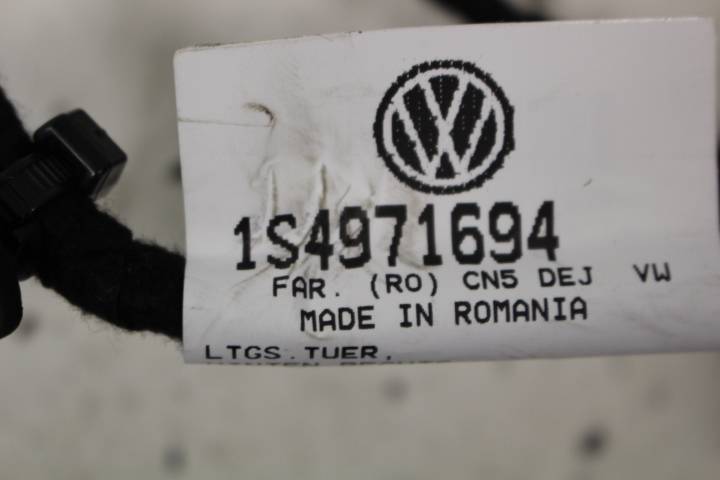 1S4971694
FAR. (RO) CN5 DEJ VW
MADE IN ROMANIA
LTGS.TUER,